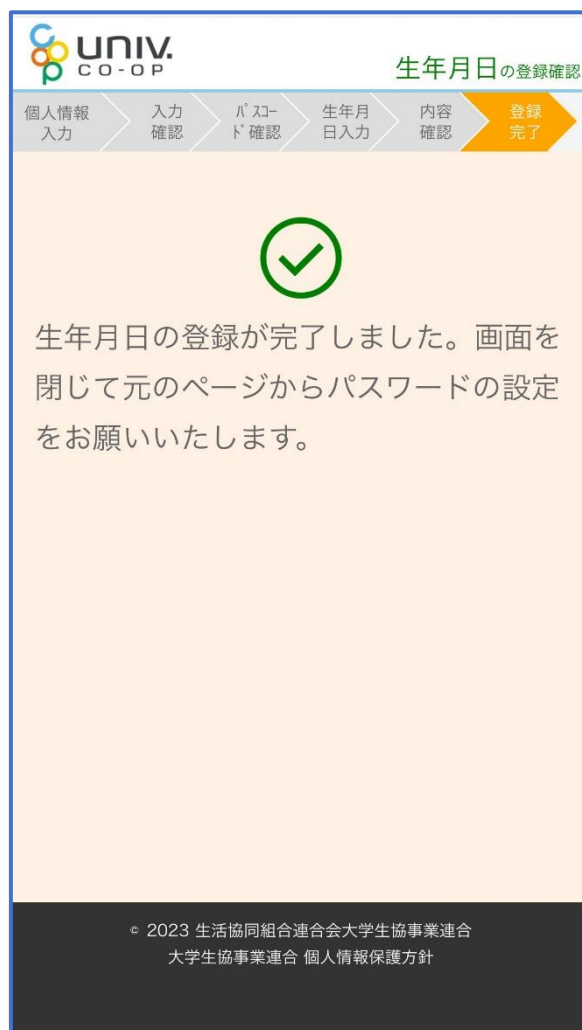 coop univ.
CO-OP
生年月日の登録確認
個人情報
入力
入力
確認
ﾊﾟｽｺｰ
ﾄﾞ確認
生年月
日入力
内容
確認
登録
完了
生年月日の登録が完了しました。画面を
閉じて元のページからパスワードの設定
をお願いいたします。
© 2023 生活協同組合連合会大学生協事業連合
大学生協事業連合 個人情報保護方針